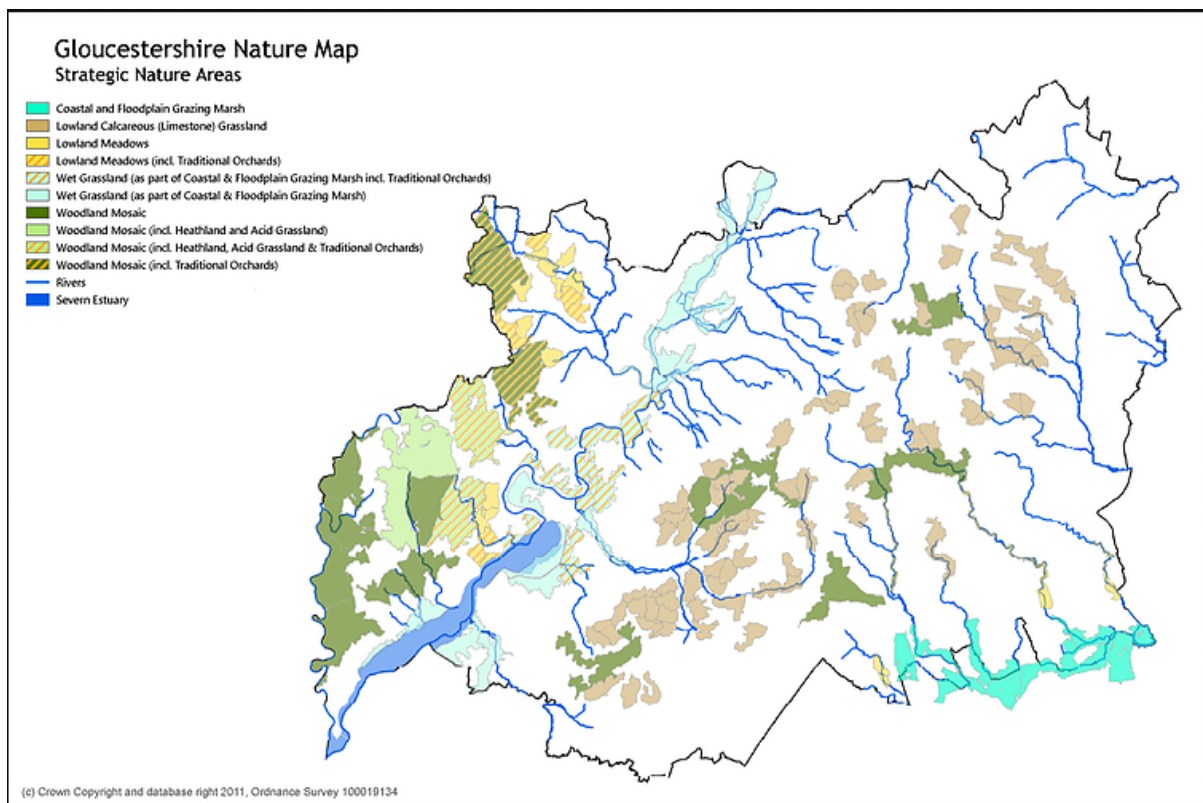 Gloucestershire Nature Map
Strategic Nature Areas
Coastal and Floodplain Grazing Marsh
Lowland Calcareous (Limestone) Grassland
Lowland Meadows
Lowland Meadows (incl. Traditional Orchards)
Wet Grassland (as part of Coastal & Floodplain Grazing Marsh incl. Traditional Orchards)
Wet Grassland (as part of Coastal & Floodplain Grazing Marsh)
Woodland Mosaic
Woodland Mosaic (incl. Heathland and Acid Grassland)
Woodland Mosaic (incl. Heathland, Acid Grassland & Traditional Orchards)
Woodland Mosaic (incl. Traditional Orchards)
Rivers
Severn Estuary
(c) Crown Copyright and database right 2011, Ordnance Survey 100019134